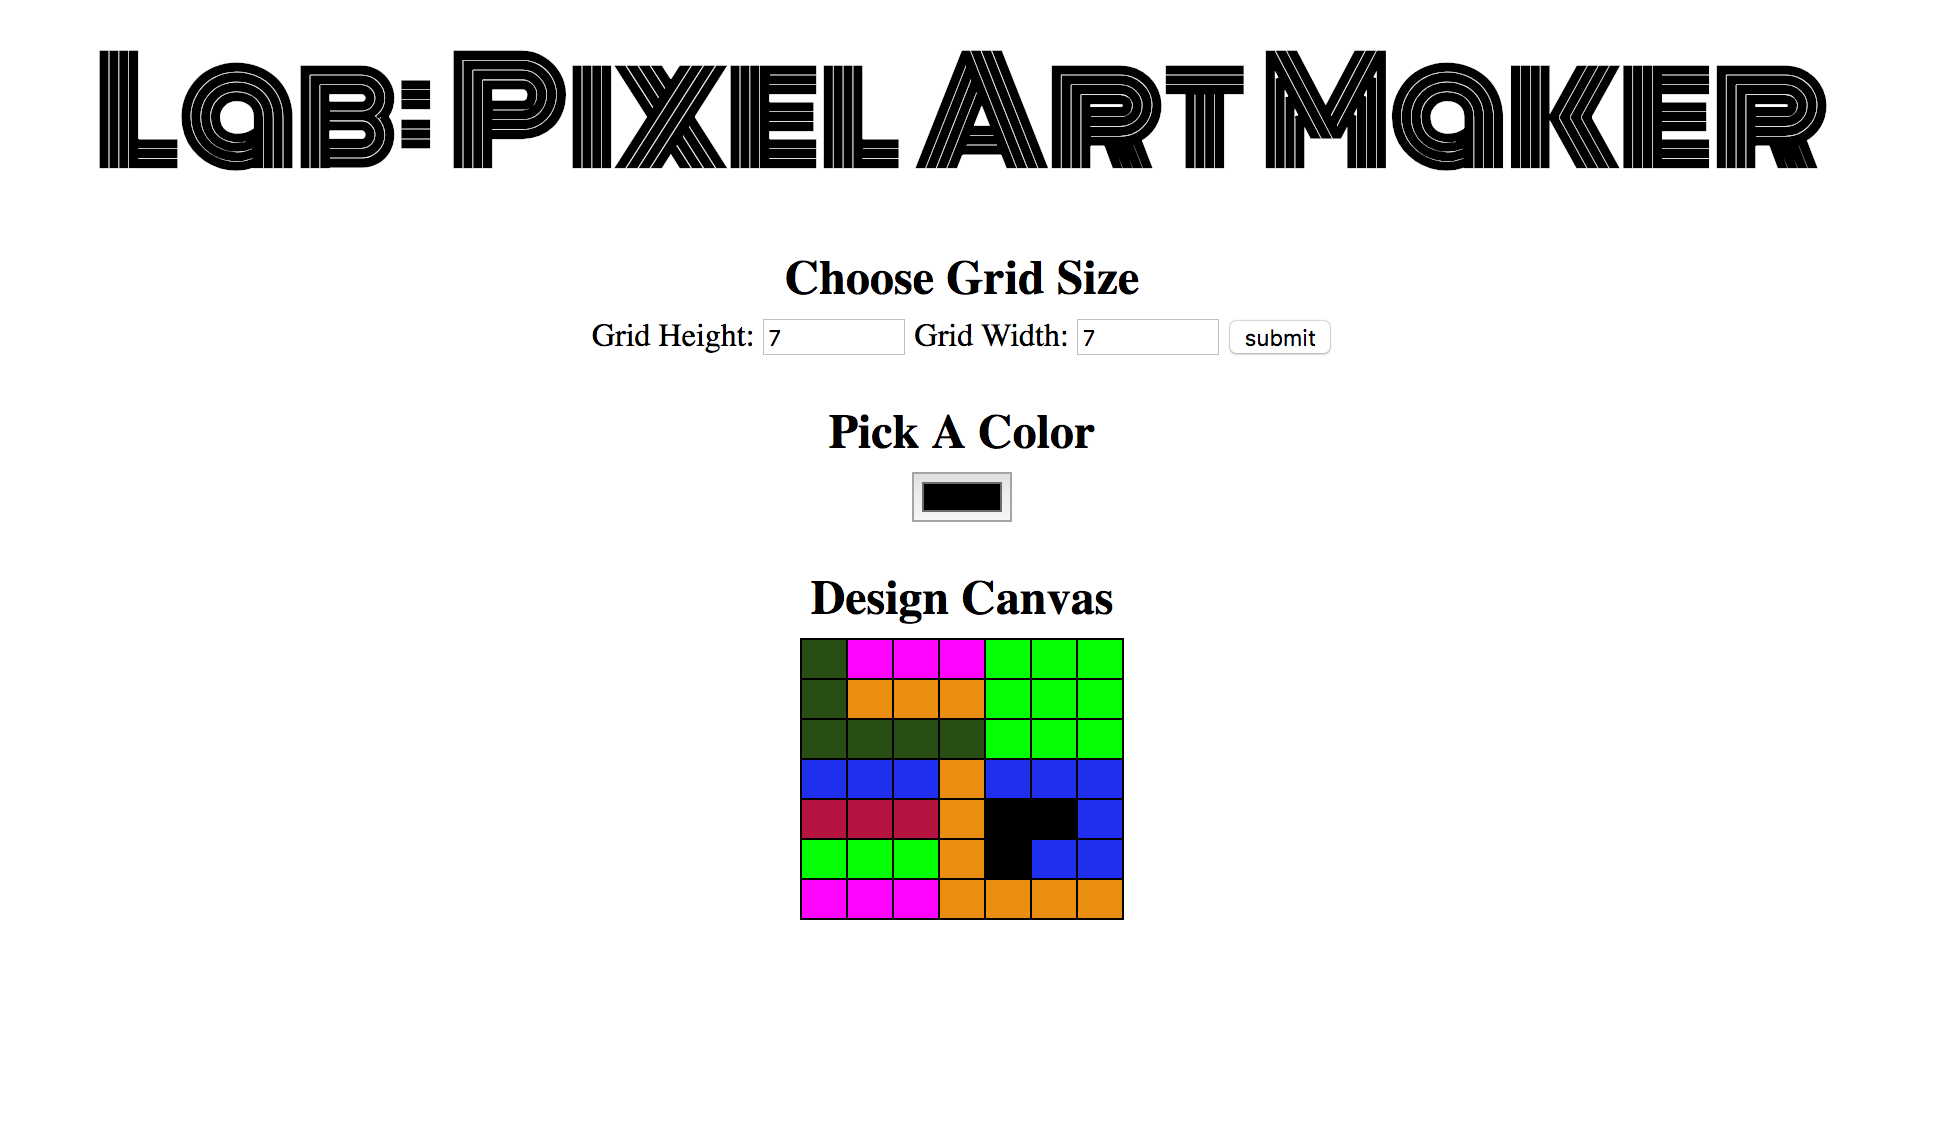 Lab: Pixel Art Maker
Choose Grid Size
Grid Height: 7 Grid Width: 7 submit
Pick A Color
Design Canvas